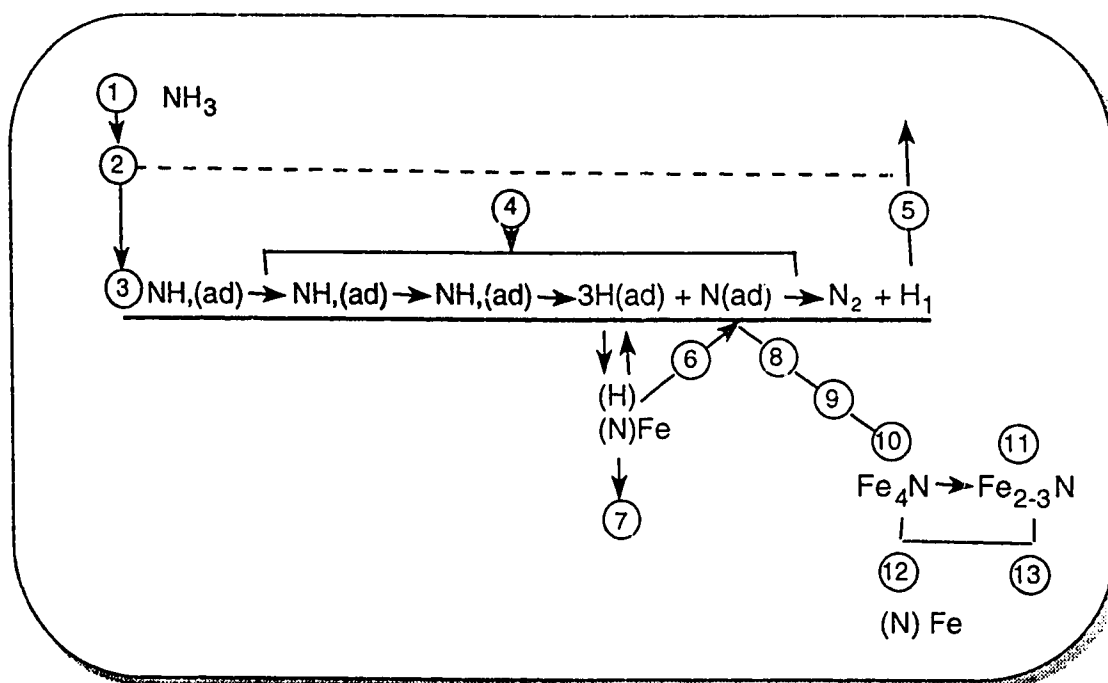 1 NH3
2
4
5
3 NH,(ad) → NH,(ad) → NH,(ad) → 3H(ad) + N(ad) → N2 + H1
6 8
(H) 9
(N)Fe 10 11
Fe4N → Fe2-3N
7
12 13
(N) Fe